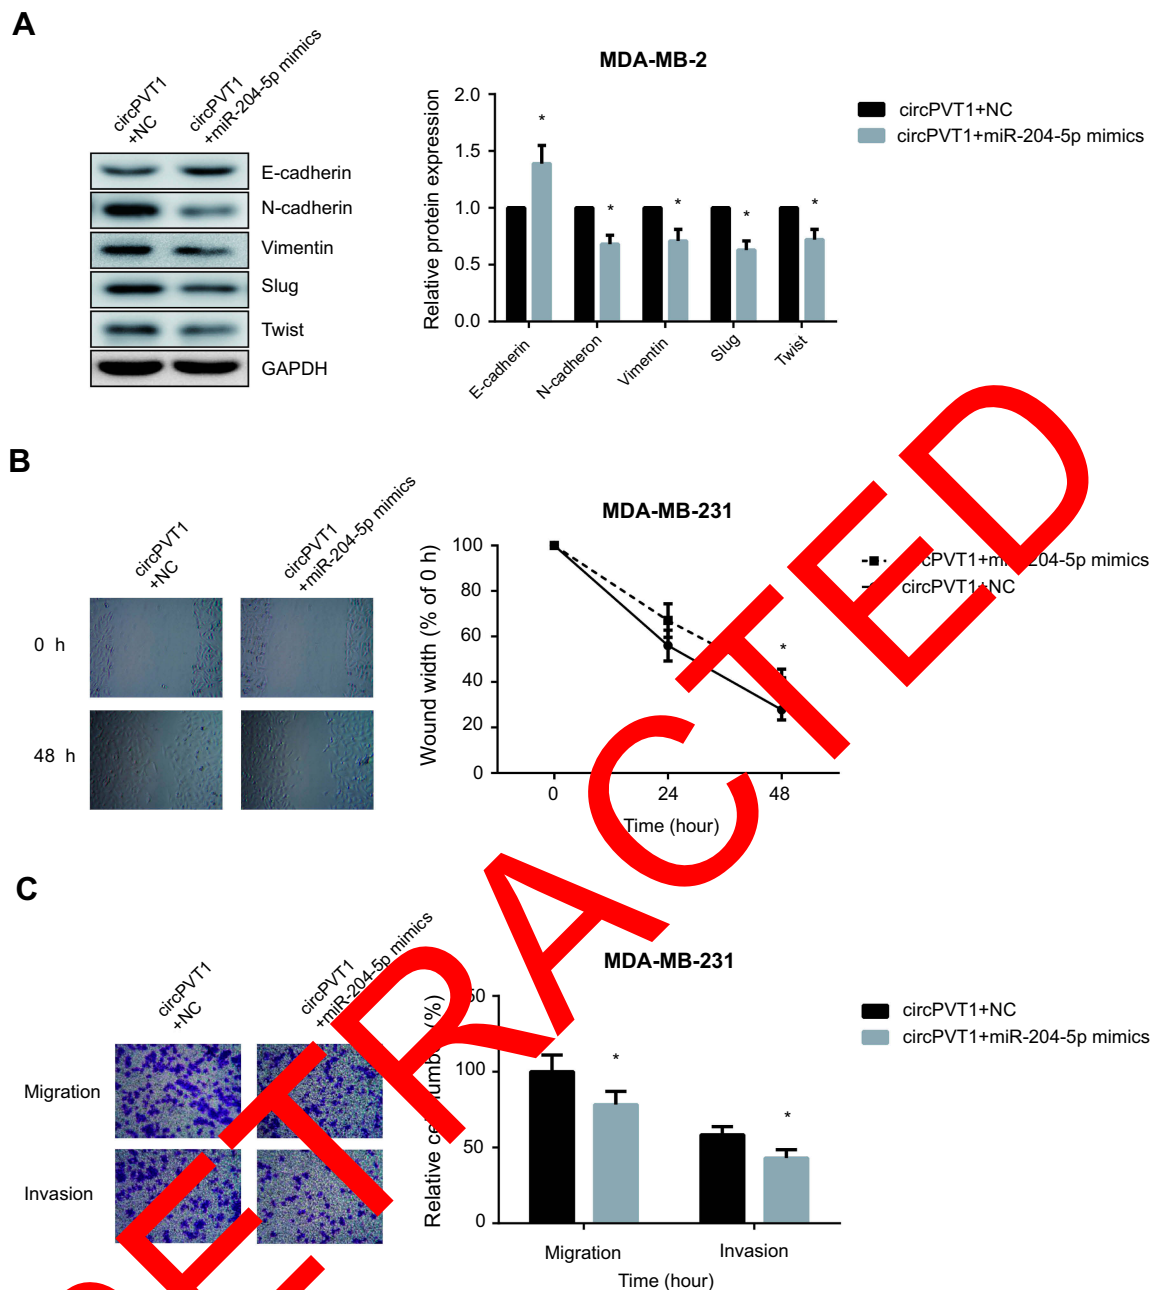 A
circPVT1
+NC
circPVT1
+miR-204-5p mimics
E-cadherin
N-cadherin
Vimentin
Slug
Twist
GAPDH
MDA-MB-2
Relative protein expression
2.0
1.5
1.0
0.5
0.0
*
*
*
*
*
E-cadherin
N-cadheron
Vimentin
Slug
Twist
circPVT1+NC
circPVT1+miR-204-5p mimics
B
circPVT1
+NC
circPVT1
+miR-204-5p mimics
0 h
48 h
MDA-MB-231
Wound width (% of 0 h)
100
80
60
40
20
0
*
0
24
48
Time (hour)
204-5p mimics
circPVT1+NC
C
circPVT1
+NC
circPVT1
+miR-204-5p mimics
Migration
Invasion
MDA-MB-231
Relative (%)
50
100
50
0
*
*
Migration
Invasion
Time (hour)
circPVT1+NC
circPVT1+miR-204-5p mimics
RETRACTED